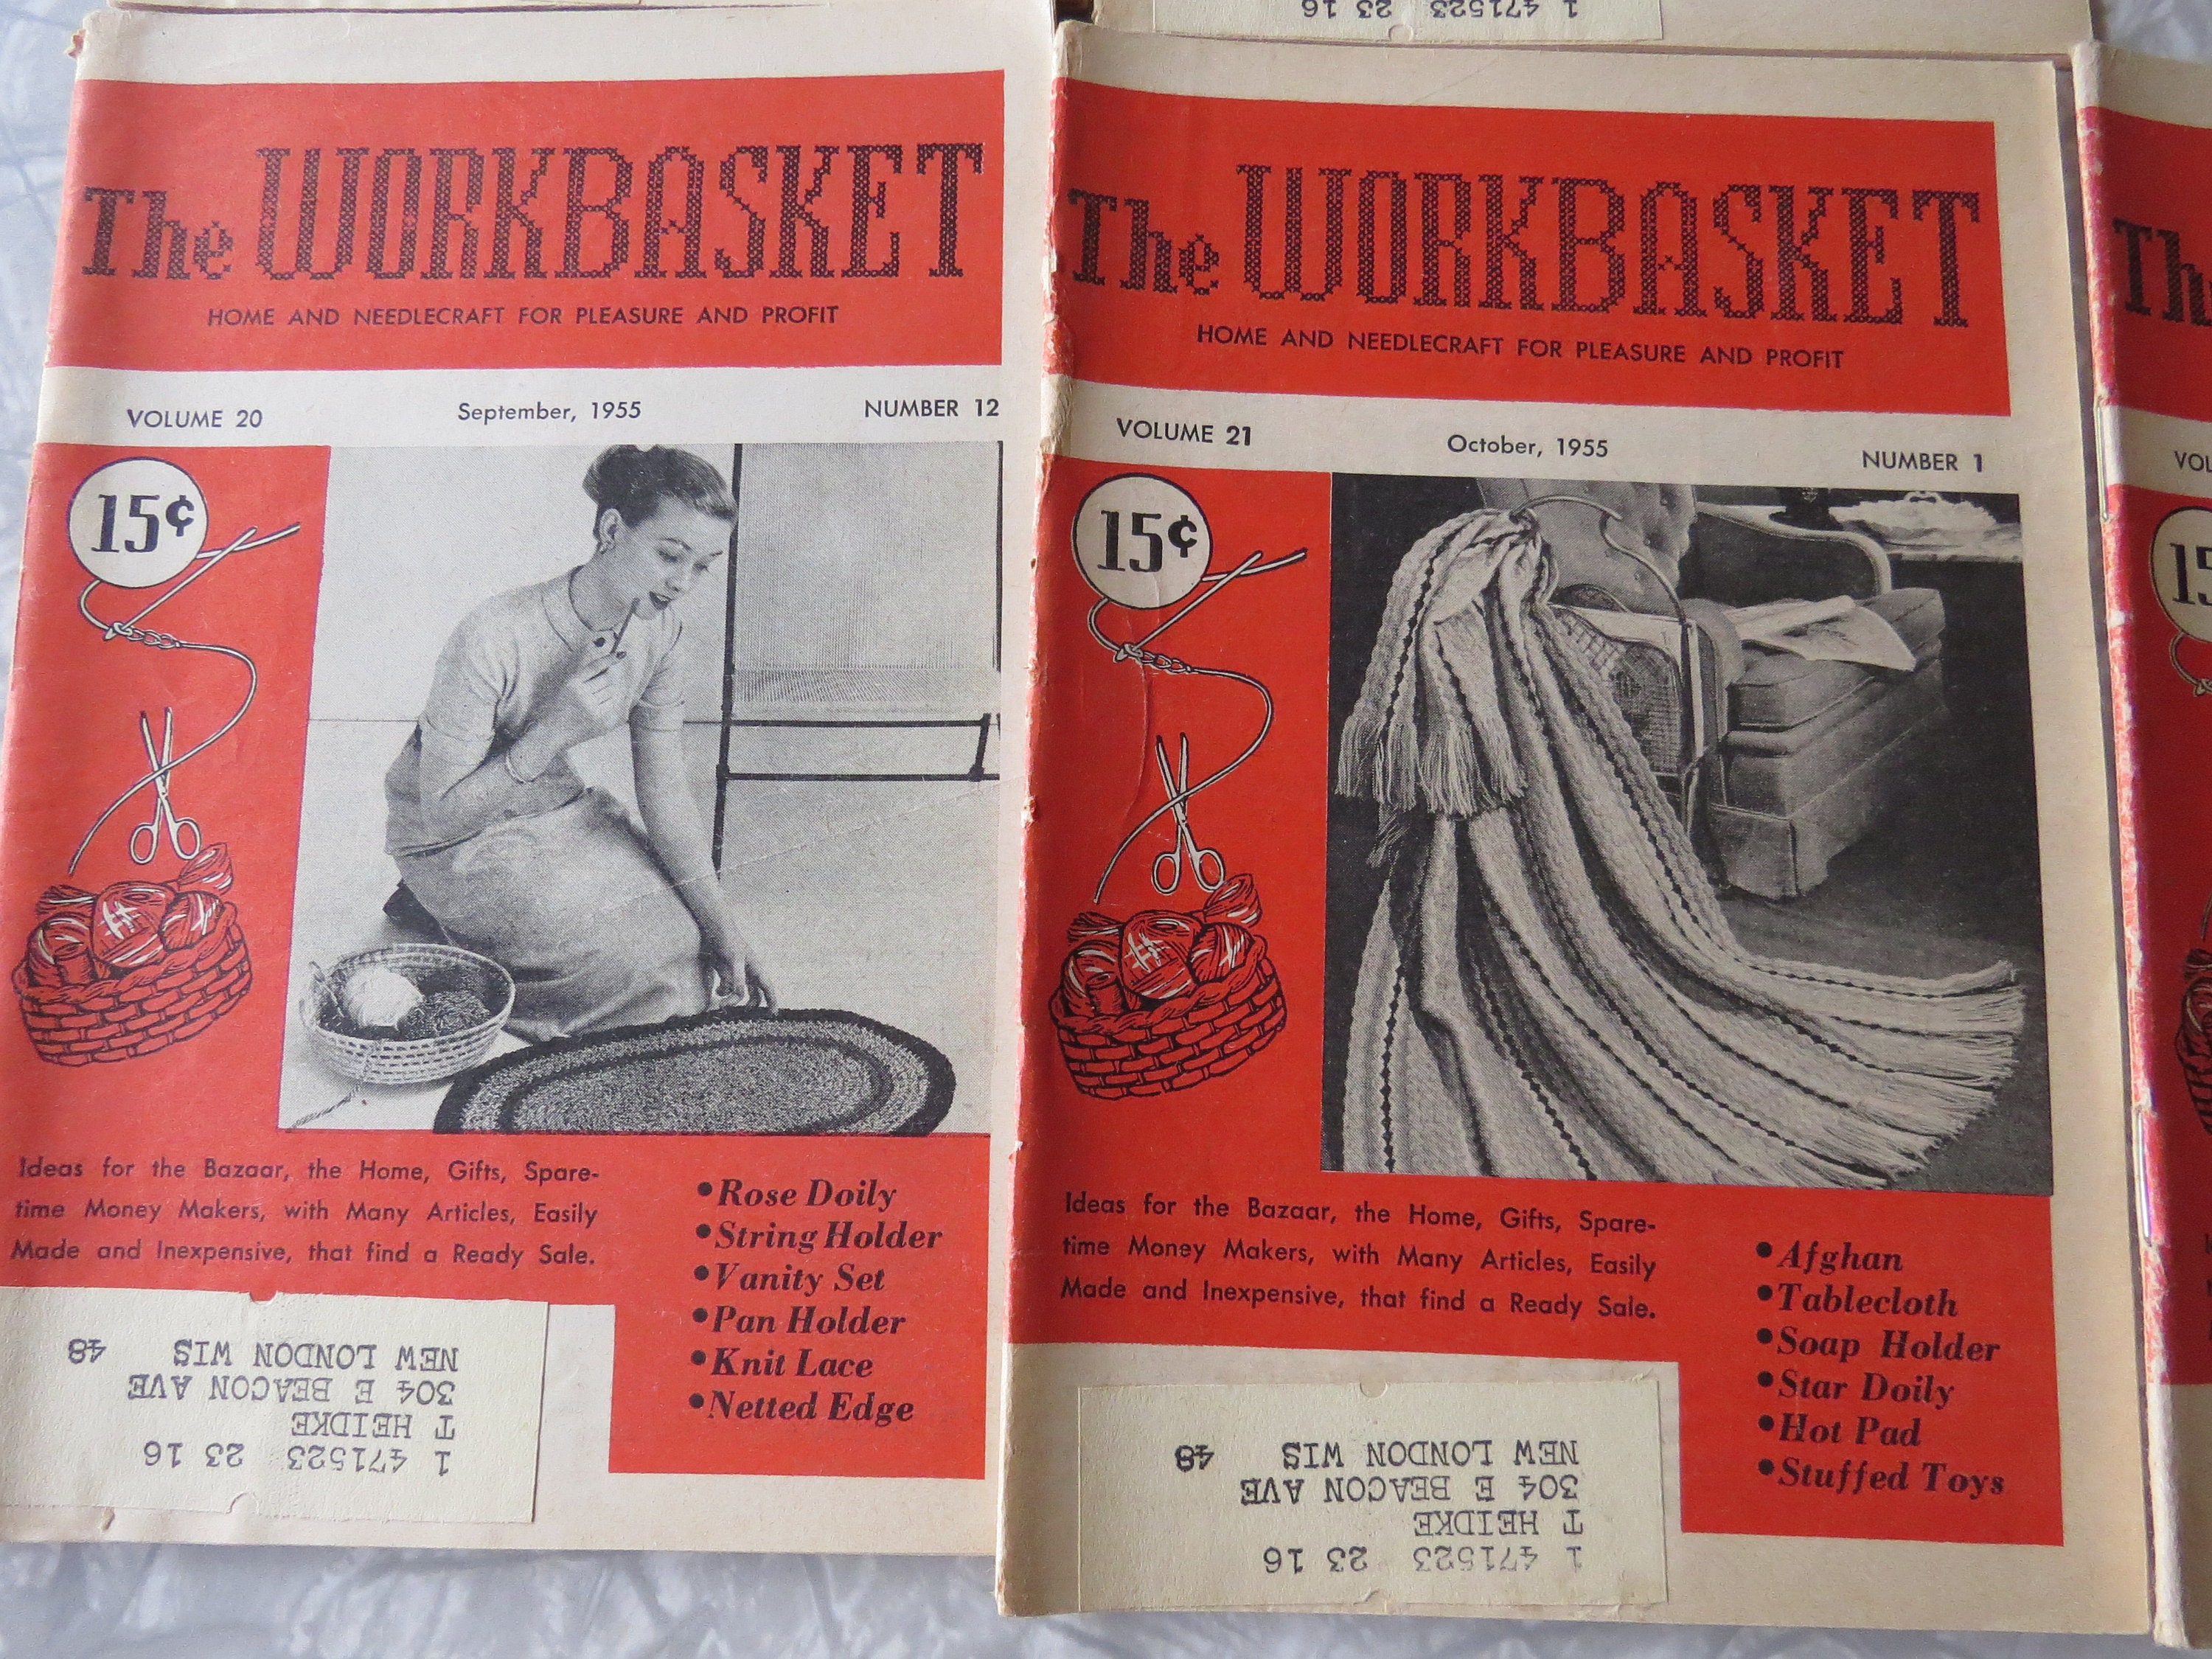 1 471523 23 16
The WORKBASKET
HOME AND NEEDLECRAFT FOR PLEASURE AND PROFIT
VOLUME 20 September, 1955 NUMBER 12
15¢
Ideas for the Bazaar, the Home, Gifts, Spare-
time Money Makers, with Many Articles, Easily
Made and Inexpensive, that find a Ready Sale.
•Rose Doily
•String Holder
•Vanity Set
•Pan Holder
•Knit Lace
•Netted Edge
1 471523 23 16
T HEIDKE
304 E BEACON AVE
NEW LONDON WIS 48
The WORKBASKET
HOME AND NEEDLECRAFT FOR PLEASURE AND PROFIT
VOLUME 21 October, 1955 NUMBER 1
15¢
Ideas for the Bazaar, the Home, Gifts, Spare-
time Money Makers, with Many Articles, Easily
Made and Inexpensive, that find a Ready Sale.
•Afghan
•Tablecloth
•Soap Holder
•Star Doily
•Hot Pad
•Stuffed Toys
1 471523 23 16
T HEIDKE
304 E BEACON AVE
NEW LONDON WIS 48
Th
VOL
15